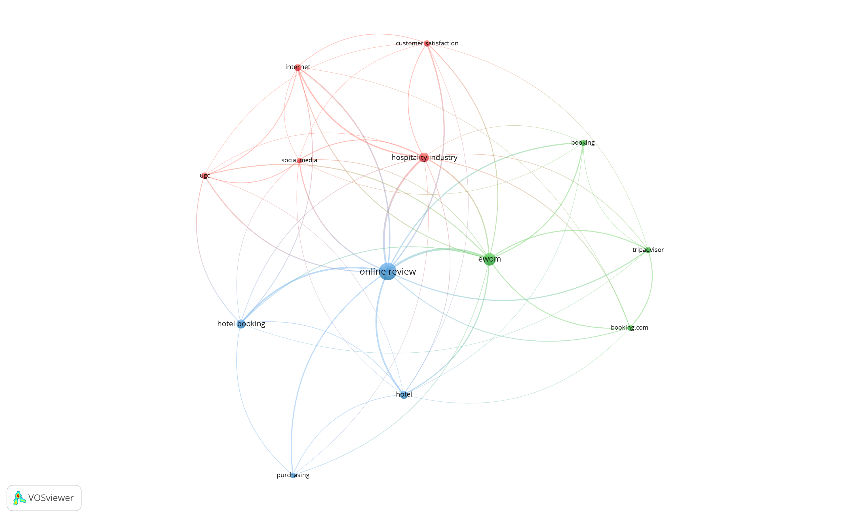 customer satisfaction
internet
booking
hospitality industry
social media
ugc
tripadvisor
ewom
online review
hotel booking
booking.com
hotel
purchasing
VOSviewer